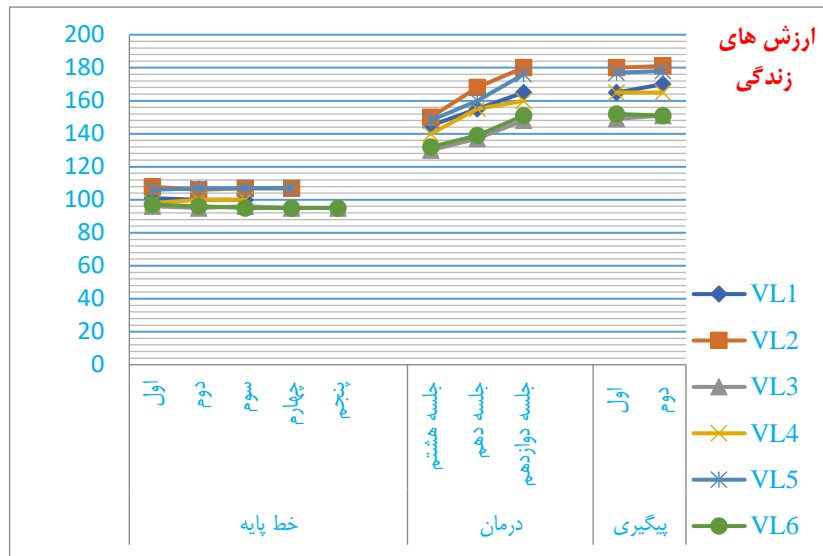 ارزش های
زندگی
200
180
160
140
120
100
80
60
40
20
0
اول
دوم
سوم
چهارم
پنجم
جلسه هشتم
جلسه دهم
جلسه دوازدهم
اول
دوم
خط پایه
درمان
پیگیری
VL1
VL2
VL3
VL4
VL5
VL6